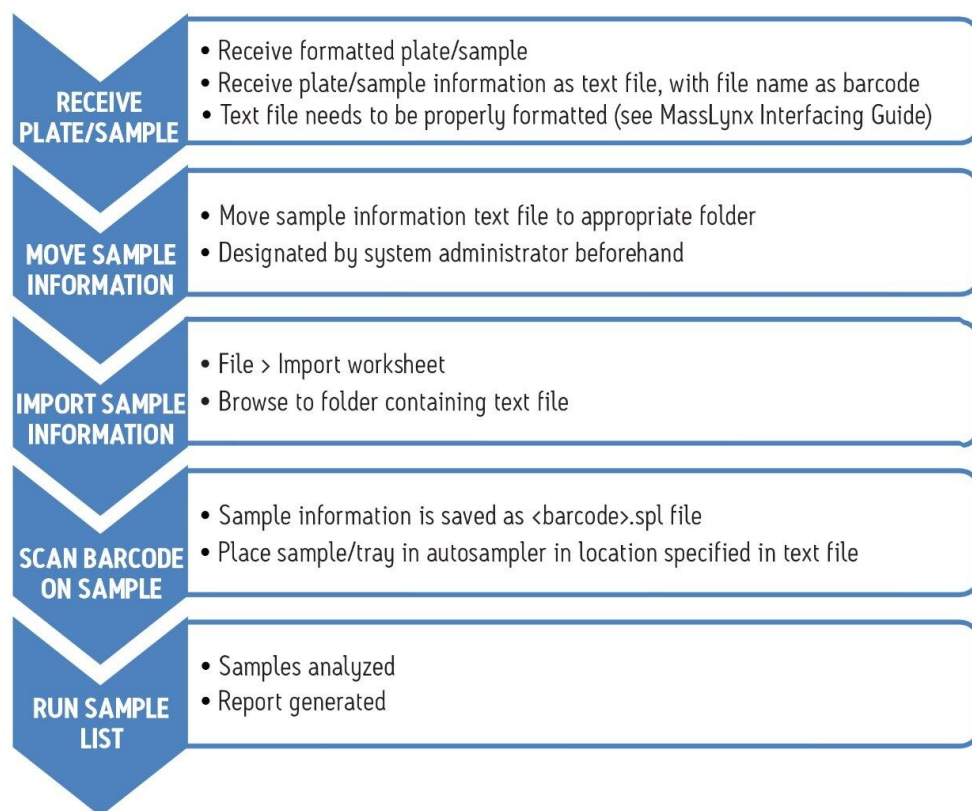 RECEIVE
PLATE/SAMPLE
• Receive formatted plate/sample
• Receive plate/sample information as text file, with file name as barcode
• Text file needs to be properly formatted (see MassLynx Interfacing Guide)
MOVE SAMPLE
INFORMATION
• Move sample information text file to appropriate folder
• Designated by system administrator beforehand
IMPORT SAMPLE
INFORMATION
• File > Import worksheet
• Browse to folder containing text file
SCAN BARCODE
ON SAMPLE
• Sample information is saved as <barcode>.spl file
• Place sample/tray in autosampler in location specified in text file
RUN SAMPLE
LIST
• Samples analyzed
• Report generated